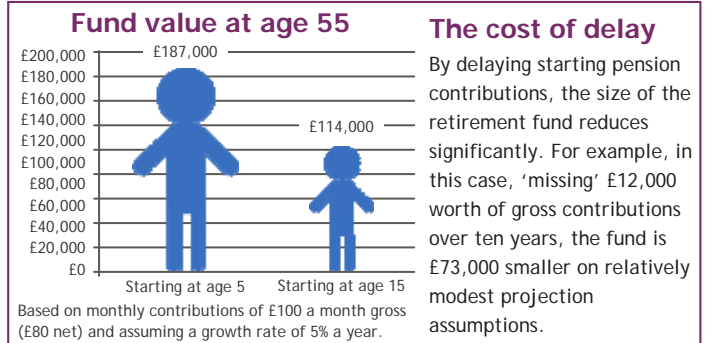 Fund value at age 55
£187,000
£200,000
£180,000
£160,000
£140,000
£120,000
£100,000
£80,000
£60,000
£40,000
£20,000
£0
£114,000
Starting at age 5
Starting at age 15
Based on monthly contributions of £100 a month gross
(£80 net) and assuming a growth rate of 5% a year.
The cost of delay
By delaying starting pension
contributions, the size of the
retirement fund reduces
significantly. For example, in
this case, ‘missing’ £12,000
worth of gross contributions
over ten years, the fund is
£73,000 smaller on relatively
modest projection
assumptions.